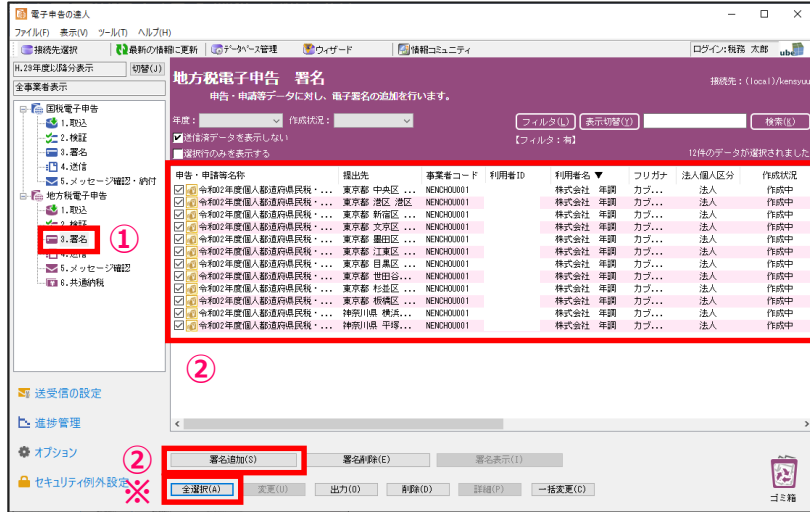 電子申告の達人
ファイル(F) 表示(V) ツール(T) ヘルプ(H)
接続先選択 最新の情報に更新 データベース管理 ウィザード 情報コミュニティ ログイン:税務 太郎
H.29年度以降分表示 切替(J)
全事業者表示
国税電子申告
1.取込
2.検証
3.署名
4.送信
5.メッセージ確認・納付
地方税電子申告
1.取込
2.検証
3.署名
①
4.送信
5.メッセージ確認
6.共通納税
送受信の設定
進捗管理
オプション
セキュリティ例外設定
地方税電子申告 署名
接続先：(local)/kensyuu
申告・申請等データに対し、電子署名の追加を行います。
年度： 作成状況： フィルタ(L) 表示切替(Y) 検索(K)
送信済データを表示しない 【フィルタ：有】
選択行のみを表示する 12件のデータが選択されました
申告・申請等名称 提出先 事業者コード 利用者ID 利用者名▼ フリガナ 法人個人区分 作成状況
令和02年度個人都道府県民税・... 東京都 中央区 ... NENCHOU001 株式会社 年調 カブ... 法人 作成中
令和02年度個人都道府県民税・... 東京都 港区 港区 NENCHOU001 株式会社 年調 カブ... 法人 作成中
令和02年度個人都道府県民税・... 東京都 新宿区 ... NENCHOU001 株式会社 年調 カブ... 法人 作成中
令和02年度個人都道府県民税・... 東京都 文京区 ... NENCHOU001 株式会社 年調 カブ... 法人 作成中
令和02年度個人都道府県民税・... 東京都 墨田区 ... NENCHOU001 株式会社 年調 カブ... 法人 作成中
令和02年度個人都道府県民税・... 東京都 江東区 ... NENCHOU001 株式会社 年調 カブ... 法人 作成中
令和02年度個人都道府県民税・... 東京都 目黒区 ... NENCHOU001 株式会社 年調 カブ... 法人 作成中
令和02年度個人都道府県民税・... 東京都 世田谷... NENCHOU001 株式会社 年調 カブ... 法人 作成中
令和02年度個人都道府県民税・... 東京都 杉並区 ... NENCHOU001 株式会社 年調 カブ... 法人 作成中
令和02年度個人都道府県民税・... 東京都 板橋区 ... NENCHOU001 株式会社 年調 カブ... 法人 作成中
令和02年度個人都道府県民税・... 神奈川県 横浜... NENCHOU001 株式会社 年調 カブ... 法人 作成中
令和02年度個人都道府県民税・... 神奈川県 平塚... NENCHOU001 株式会社 年調 カブ... 法人 作成中
②
② 署名追加(S) 署名削除(E) 署名表示(I)
※ 全選択(A) 変更(U) 出力(O) 削除(D) 詳細(P) 一括変更(C)
ごミ箱